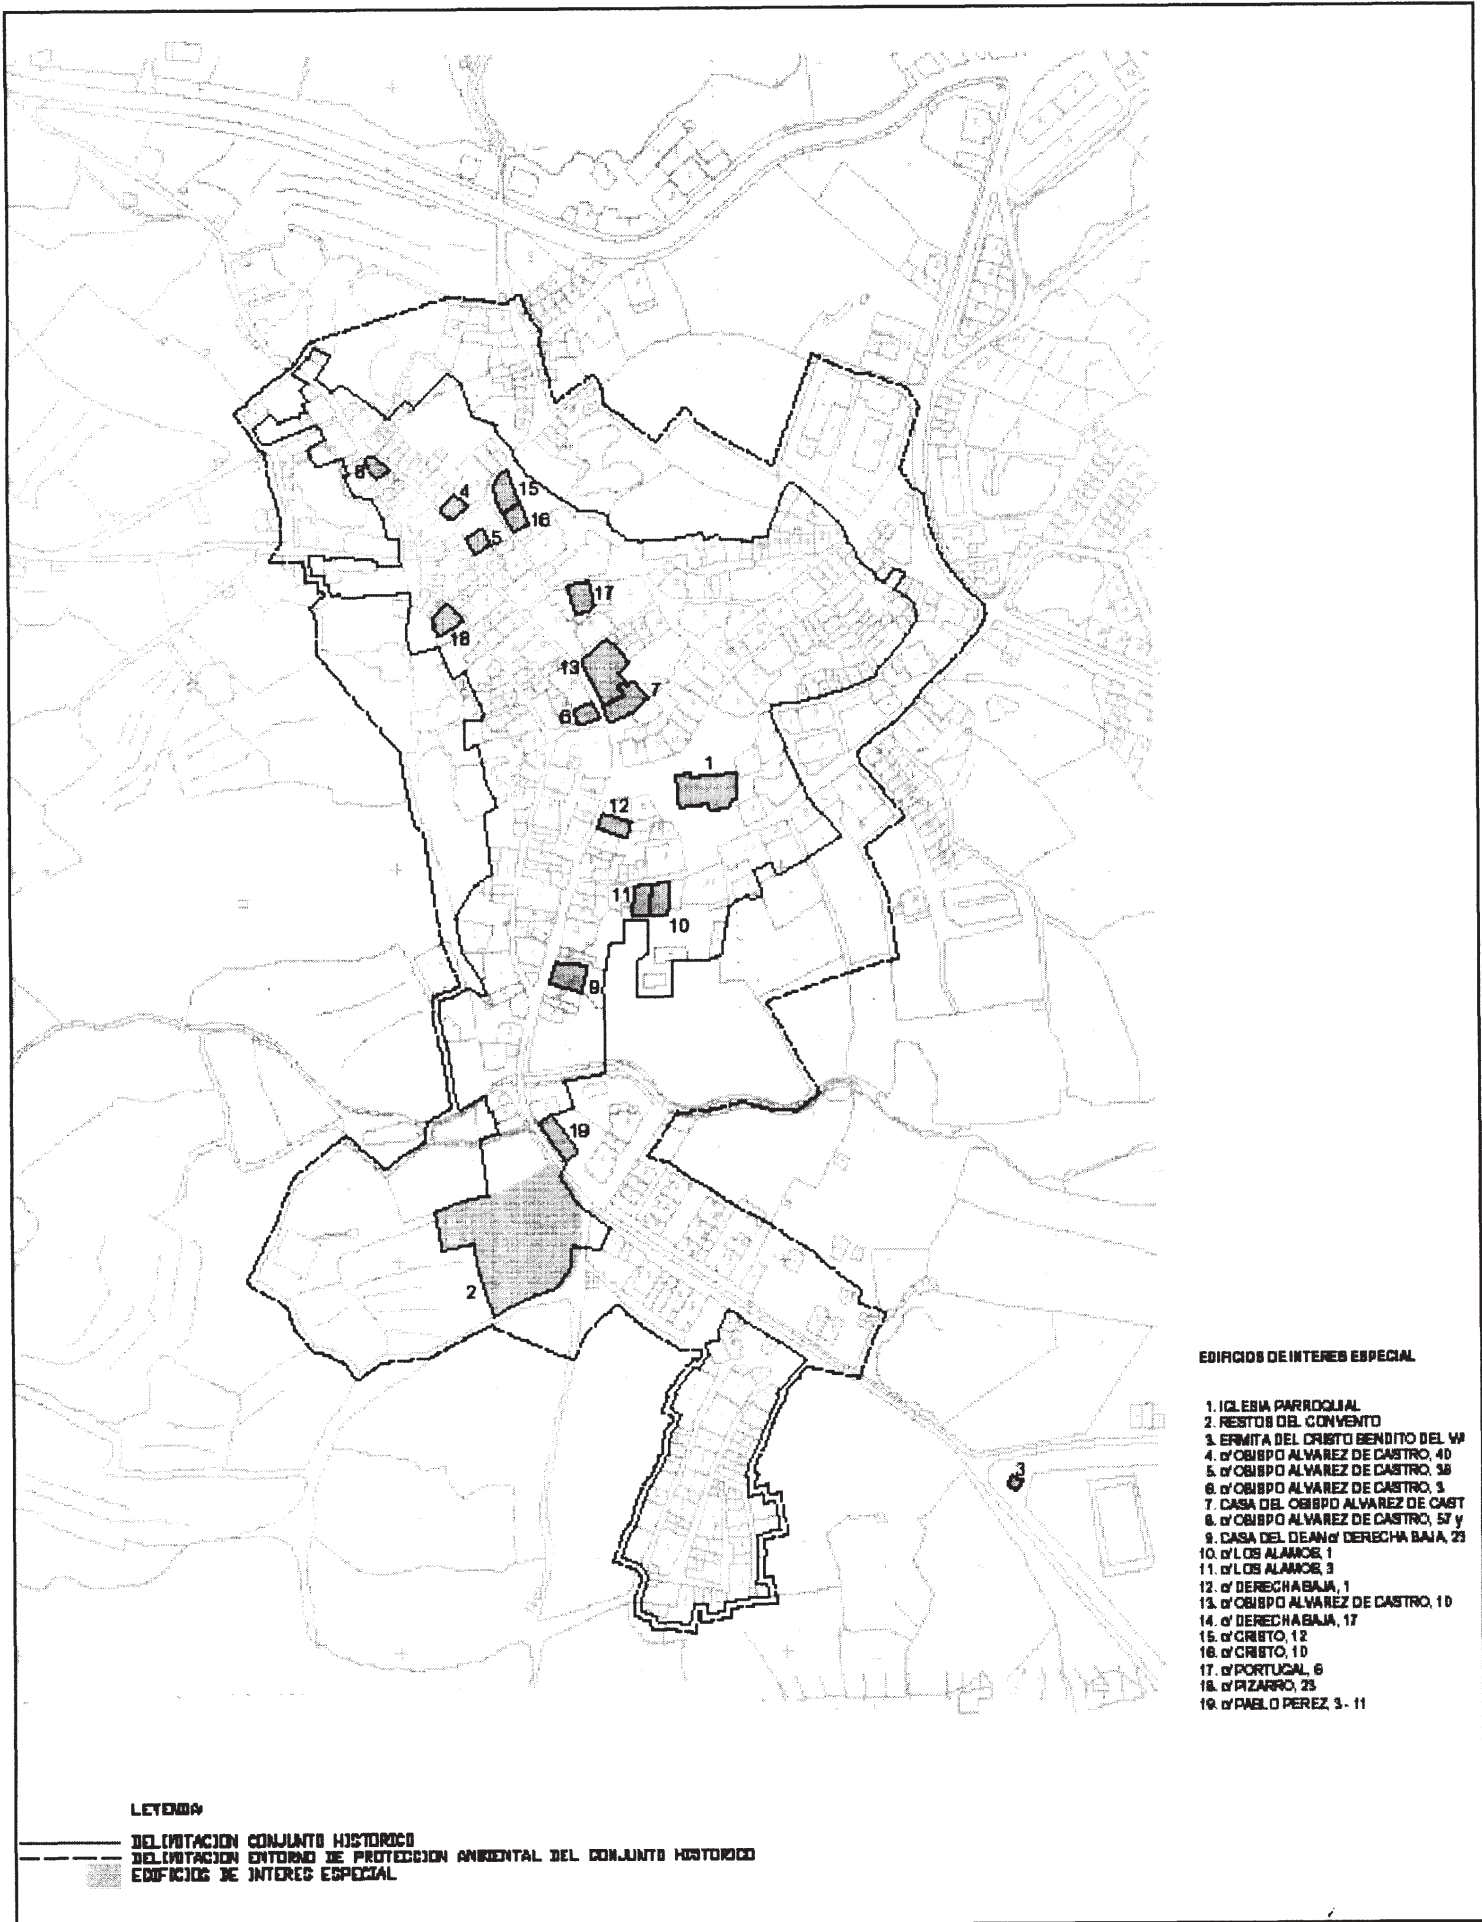 15
4
8
16
5
17
18
13
7
6
1
12
11
10
9
19
2
3
EDIFICIOS DE INTERES ESPECIAL
1. IGLESIA PARROQUIAL
2. RESTOS DEL CONVENTO
3. ERMITA DEL CRISTO BENDITO DEL
4. c/ OBISPO ALVAREZ DE CASTRO, 40
5. c/ OBISPO ALVAREZ DE CASTRO, 38
6. c/ OBISPO ALVAREZ DE CASTRO, 3
7. CASA DEL OBISPO ALVAREZ DE CAST
8. c/ OBISPO ALVAREZ DE CASTRO, 57 y
9. CASA DEL DEAN c/ DERECHA BAJA, 23
10. c/ LOS ALAMOS, 1
11. c/ LOS ALAMOS, 3
12. c/ DERECHA BAJA, 1
13. c/ OBISPO ALVAREZ DE CASTRO, 10
14. c/ DERECHA BAJA, 17
15. c/ CRISTO, 12
16. c/ CRISTO, 10
17. c/ PORTUGAL, 6
18. c/ PIZARRO, 23
19. c/ PABLO PEREZ, 3 - 11
LEYENDA:
DELIMITACION CONJUNTO HISTORICO
DELIMITACION ENTORNO DE PROTECCION AMBIENTAL DEL CONJUNTO HISTORICO
EDIFICIOS DE INTERES ESPECIAL